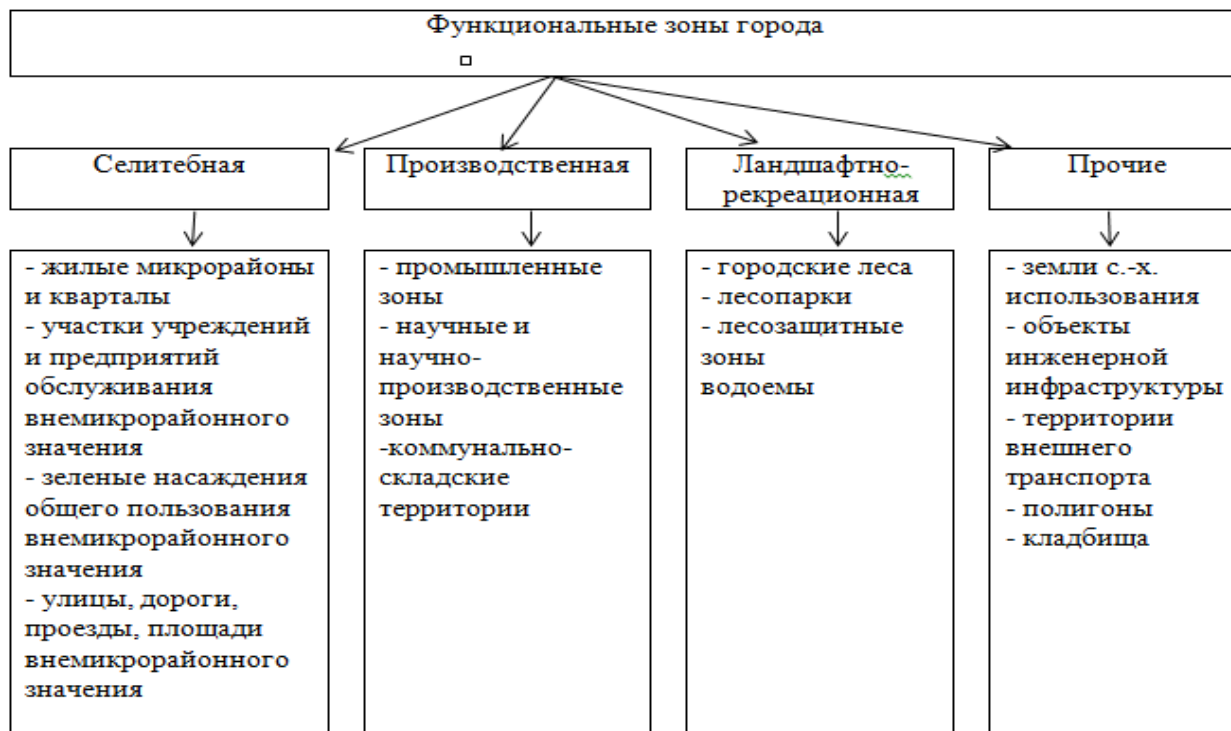 Функциональные зоны города
Селитебная
- жилые микрорайоны
и кварталы
- участки учреждений
и предприятий
обслуживания
внемикрорайонного
значения
- зеленые насаждения
общего пользования
внемикрорайонного
значения
- улицы, дороги,
проезды, площади
внемикрорайонного
значения
Производственная
- промышленные
зоны
- научные и
научно-
производственные
зоны
-коммунально-
складские
территории
Ландшафтно-
рекреационная
- городские леса
- лесопарки
- лесозащитные
зоны
водоемы
Прочие
- земли с.-х.
использования
- объекты
инженерной
инфраструктуры
- территории
внешнего
транспорта
- полигоны
- кладбища